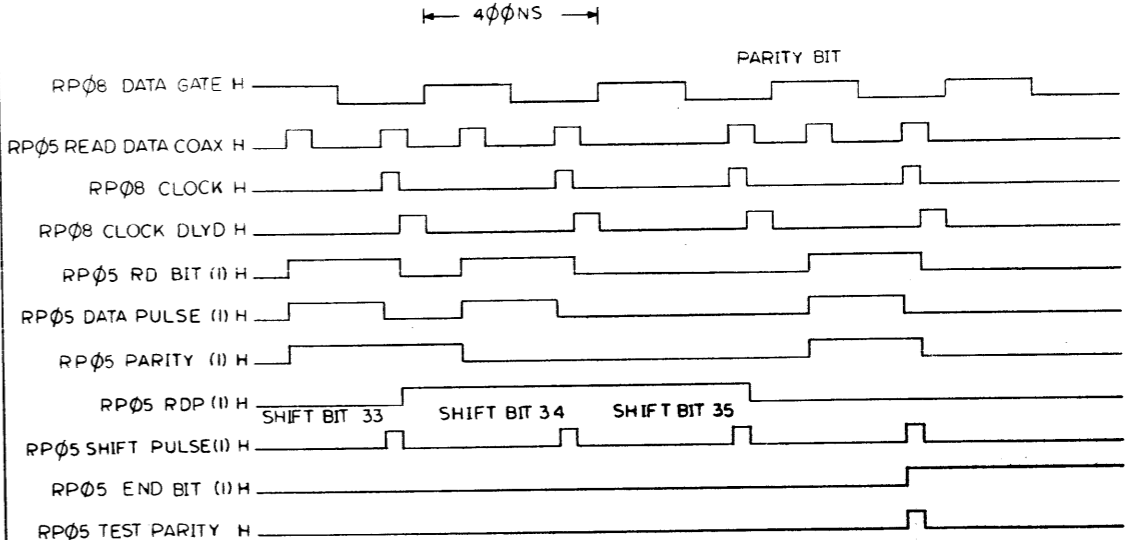 4ØØNS
PARITY BIT
RPØ8 DATA GATE H
RPØ5 READ DATA COAX H
RPØ8 CLOCK H
RPØ8 CLOCK DLYD H
RPØ5 RD BIT (1) H
RPØ5 DATA PULSE (1) H
RPØ5 PARITY (1) H
RPØ5 RDP (1) H
SHIFT BIT 33 SHIFT BIT 34 SHIFT BIT 35
RPØ5 SHIFT PULSE(1) H
RPØ5 END BIT (1) H
RPØ5 TEST PARITY H